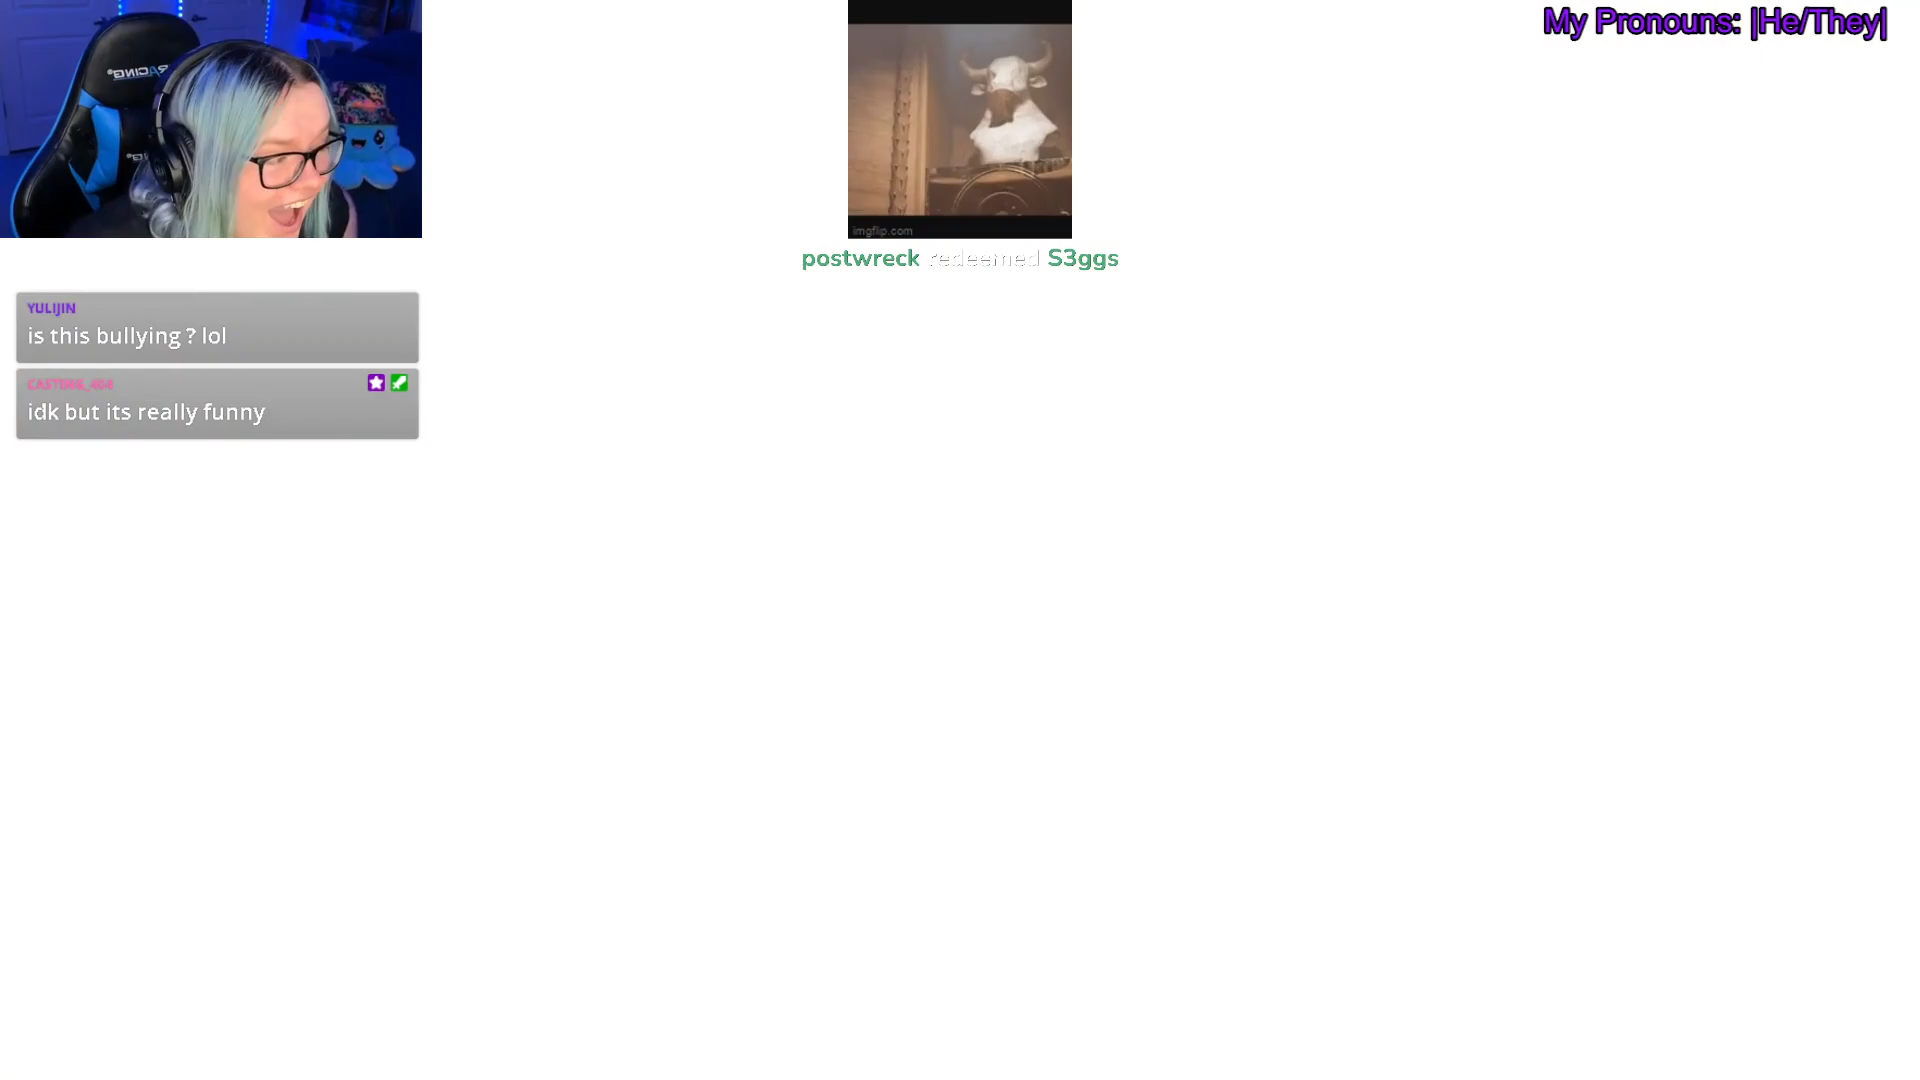 My Pronouns: |He/They|
imgflip.com
postwreck redeemed S3ggs
YULIJIN
is this bullying ? lol
idk but its really funny